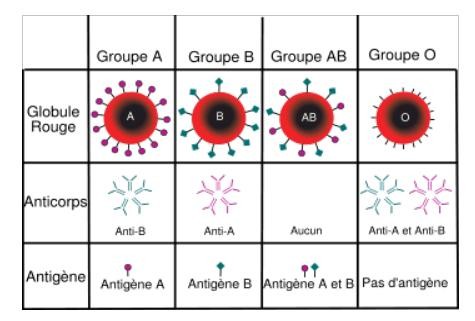 Groupe A Groupe B Groupe AB Groupe O
Globule
Rouge
A B AB O
Anticorps
Anti-B Anti-A Aucun Anti-A et Anti-B
Antigène
Antigène A Antigène B Antigène A et B Pas d'antigène